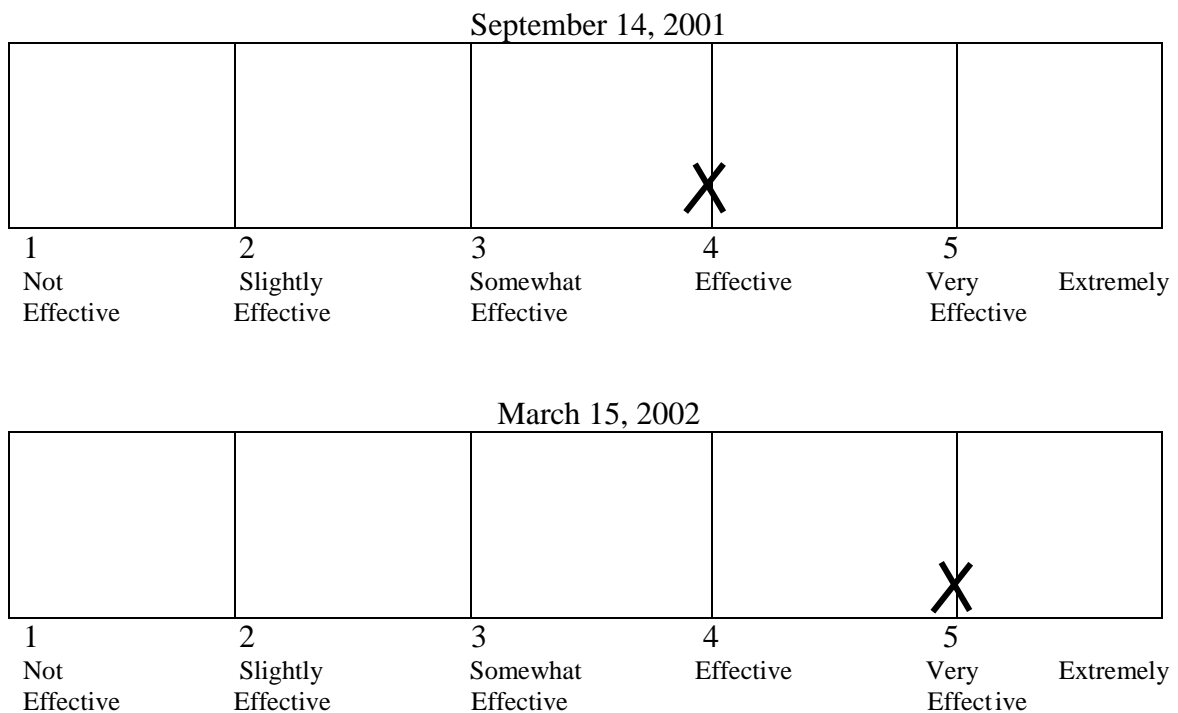 September 14, 2001
1 2 3 4 5
Not Slightly Somewhat Effective Very Extremely
Effective Effective Effective Effective
March 15, 2002
1 2 3 4 5
Not Slightly Somewhat Effective Very Extremely
Effective Effective Effective Effective